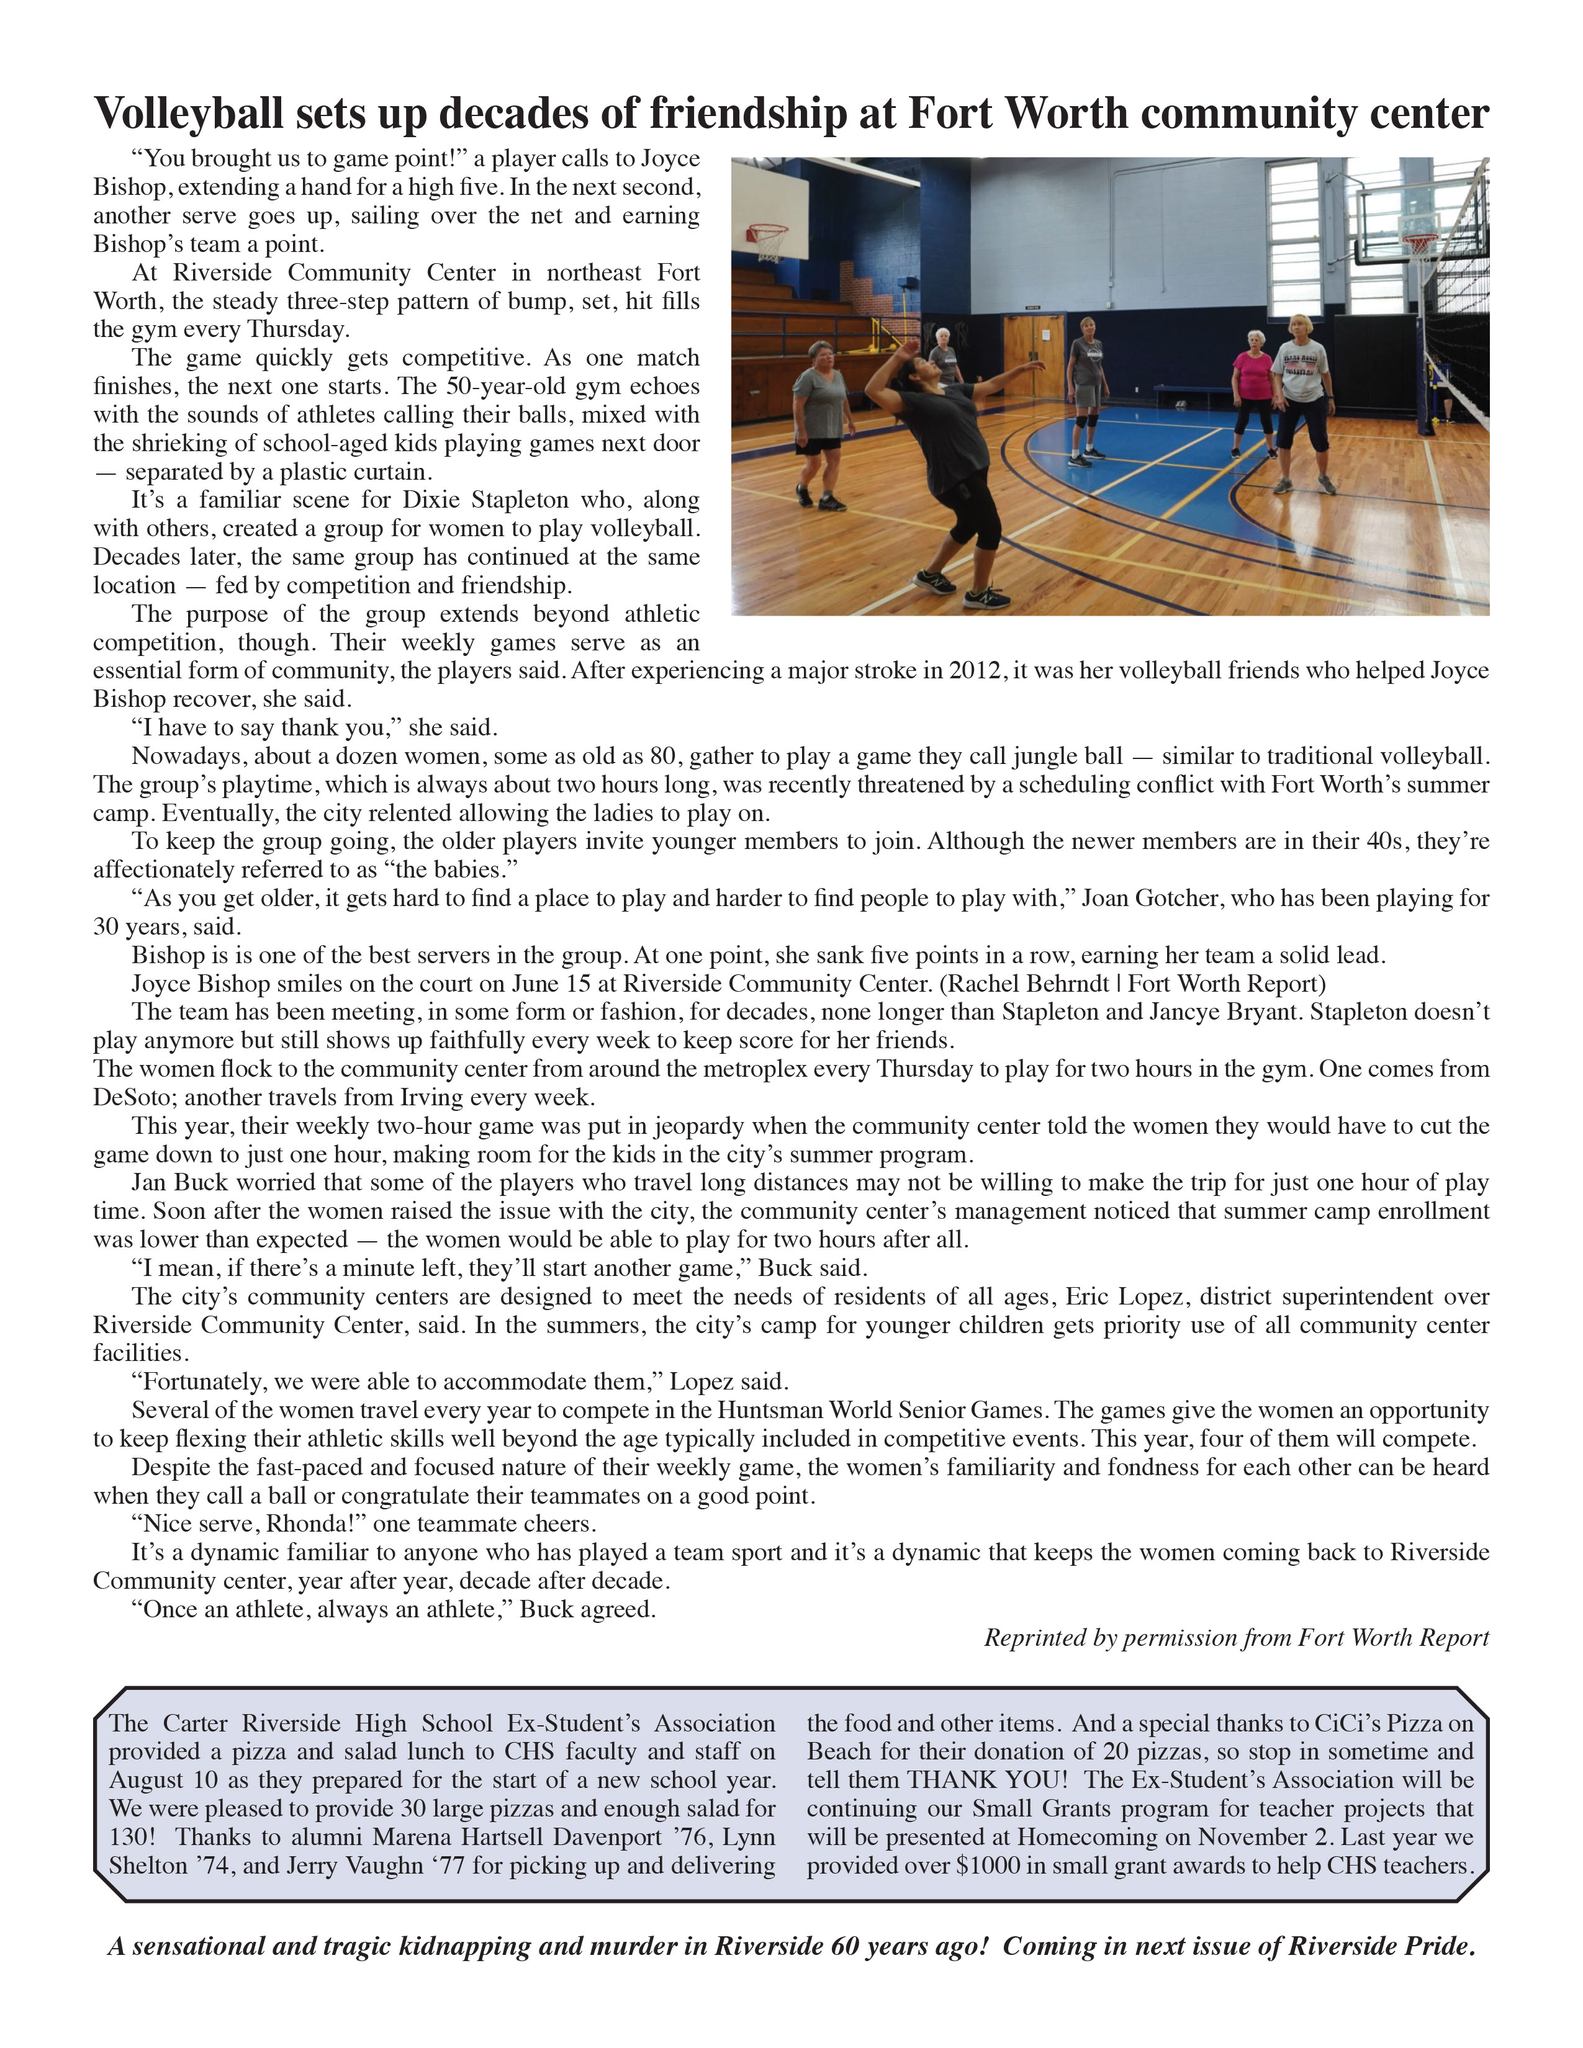 Volleyball sets up decades of friendship at Fort Worth community center
“You brought us to game point!” a player calls to Joyce
Bishop, extending a hand for a high five. In the next second,
another serve goes up, sailing over the net and earning
Bishop’s team a point.
At Riverside Community Center in northeast Fort
Worth, the steady three-step pattern of bump, set, hit fills
the gym every Thursday.
The game quickly gets competitive. As one match
finishes, the next one starts. The 50-year-old gym echoes
with the sounds of athletes calling their balls, mixed with
the shrieking of school-aged kids playing games next door
— separated by a plastic curtain.
It’s a familiar scene for Dixie Stapleton who, along
with others, created a group for women to play volleyball.
Decades later, the same group has continued at the same
location — fed by competition and friendship.
The purpose of the group extends beyond athletic
competition, though. Their weekly games serve as an
essential form of community, the players said. After experiencing a major stroke in 2012, it was her volleyball friends who helped Joyce
Bishop recover, she said.
“I have to say thank you,” she said.
Nowadays, about a dozen women, some as old as 80, gather to play a game they call jungle ball — similar to traditional volleyball.
The group’s playtime, which is always about two hours long, was recently threatened by a scheduling conflict with Fort Worth’s summer
camp. Eventually, the city relented allowing the ladies to play on.
To keep the group going, the older players invite younger members to join. Although the newer members are in their 40s, they’re
affectionately referred to as “the babies.”
“As you get older, it gets hard to find a place to play and harder to find people to play with,” Joan Gotcher, who has been playing for
30 years, said.
Bishop is is one of the best servers in the group. At one point, she sank five points in a row, earning her team a solid lead.
Joyce Bishop smiles on the court on June 15 at Riverside Community Center. (Rachel Behrndt | Fort Worth Report)
The team has been meeting, in some form or fashion, for decades, none longer than Stapleton and Jancye Bryant. Stapleton doesn’t
play anymore but still shows up faithfully every week to keep score for her friends.
The women flock to the community center from around the metroplex every Thursday to play for two hours in the gym. One comes from
DeSoto; another travels from Irving every week.
This year, their weekly two-hour game was put in jeopardy when the community center told the women they would have to cut the
game down to just one hour, making room for the kids in the city’s summer program.
Jan Buck worried that some of the players who travel long distances may not be willing to make the trip for just one hour of play
time. Soon after the women raised the issue with the city, the community center’s management noticed that summer camp enrollment
was lower than expected — the women would be able to play for two hours after all.
“I mean, if there’s a minute left, they’ll start another game,” Buck said.
The city’s community centers are designed to meet the needs of residents of all ages, Eric Lopez, district superintendent over
Riverside Community Center, said. In the summers, the city’s camp for younger children gets priority use of all community center
facilities.
“Fortunately, we were able to accommodate them,” Lopez said.
Several of the women travel every year to compete in the Huntsman World Senior Games. The games give the women an opportunity
to keep flexing their athletic skills well beyond the age typically included in competitive events. This year, four of them will compete.
Despite the fast-paced and focused nature of their weekly game, the women’s familiarity and fondness for each other can be heard
when they call a ball or congratulate their teammates on a good point.
“Nice serve, Rhonda!” one teammate cheers.
It’s a dynamic familiar to anyone who has played a team sport and it’s a dynamic that keeps the women coming back to Riverside
Community center, year after year, decade after decade.
“Once an athlete, always an athlete,” Buck agreed.
Reprinted by permission from Fort Worth Report
The Carter Riverside High School Ex-Student’s Association
provided a pizza and salad lunch to CHS faculty and staff on
August 10 as they prepared for the start of a new school year.
We were pleased to provide 30 large pizzas and enough salad for
130!  Thanks to alumni Marena Hartsell Davenport ’76, Lynn
Shelton ’74, and Jerry Vaughn ‘77 for picking up and delivering
the food and other items.  And a special thanks to CiCi’s Pizza on
Beach for their donation of 20 pizzas, so stop in sometime and
tell them THANK YOU!  The Ex-Student’s Association will be
continuing our Small Grants program for teacher projects that
will be presented at Homecoming on November 2. Last year we
provided over $1000 in small grant awards to help CHS teachers.
A sensational and tragic kidnapping and murder in Riverside 60 years ago!  Coming in next issue of Riverside Pride.